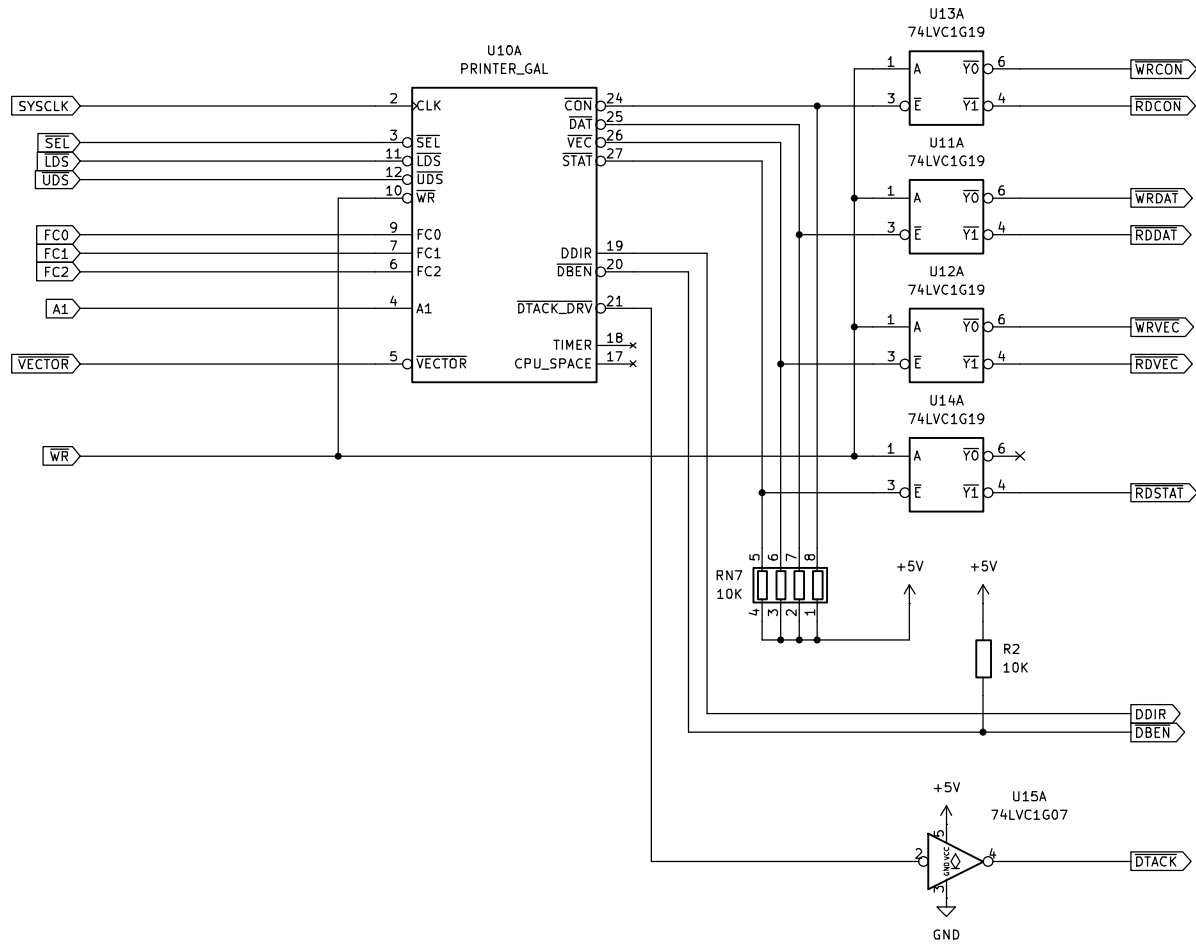 U13A
74LVC1G19
1 A Y0 6 WRCON
3 E Y1 4 RDCON
U10A
PRINTER_GAL
SYSCLK 2 CLK CON 24
DAT 25
SEL 3 SEL VEC 26
LDS 11 LDS STAT 27
UDS 12 UDS
10 WR
FC0 9 FC0
FC1 7 FC1 DDIR 19
FC2 6 FC2 DBEN 20
A1 4 A1 DTACK_DRV 21
TIMER 18
VECTOR 5 VECTOR CPU_SPACE 17
U11A
74LVC1G19
1 A Y0 6 WRDAT
3 E Y1 4 RDDAT
U12A
74LVC1G19
1 A Y0 6 WRVEC
3 E Y1 4 RDVEC
U14A
74LVC1G19
WR 1 A Y0 6
3 E Y1 4 RDSTAT
5 6 7 8
RN7
10K
4 3 2 1
+5V
+5V
R2
10K
DDIR
DBEN
U15A
74LVC1G07
+5V
5
VCC
2 4 DTACK
GND
3
GND